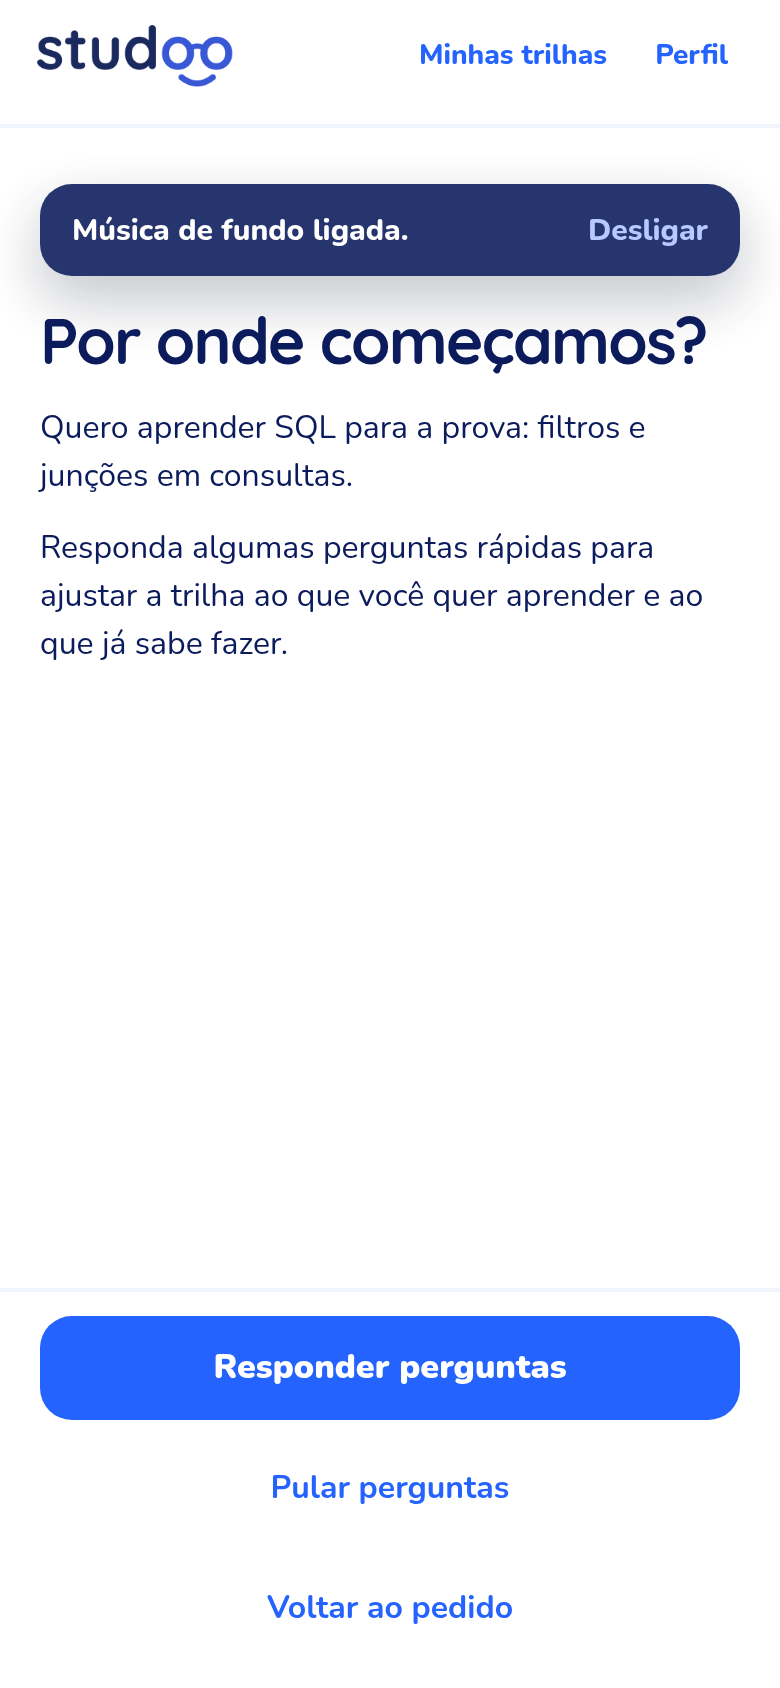 studoo
Minhas trilhas
Perfil
Música de fundo ligada.
Desligar
Por onde começamos?
Quero aprender SQL para a prova: filtros e
junções em consultas.
Responda algumas perguntas rápidas para
ajustar a trilha ao que você quer aprender e ao
que já sabe fazer.
Responder perguntas
Pular perguntas
Voltar ao pedido